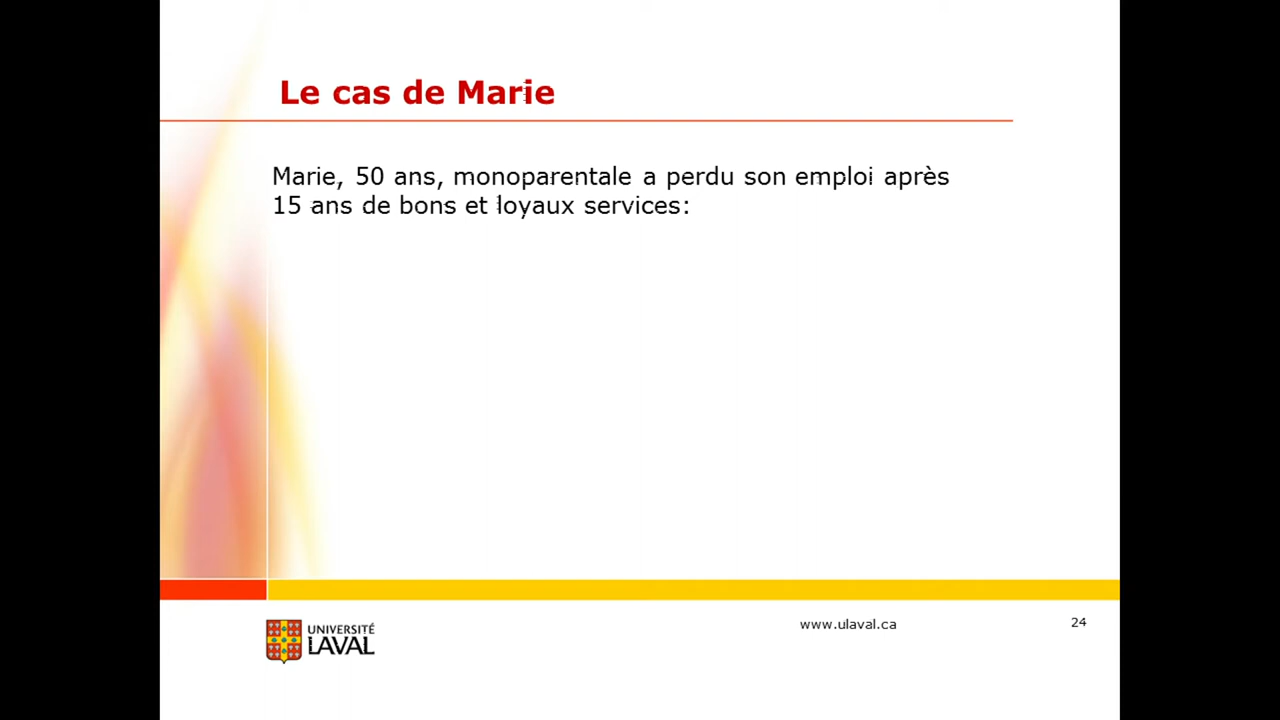 Le cas de Marie
Marie, 50 ans, monoparentale a perdu son emploi après
15 ans de bons et loyaux services:
UNIVERSITÉ
LAVAL
www.ulaval.ca
24